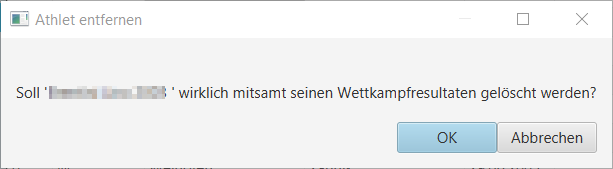 Athlet entfernen
Soll ' ' wirklich mitsamt seinen Wettkampfresultaten gelöscht werden?
OK
Abbrechen